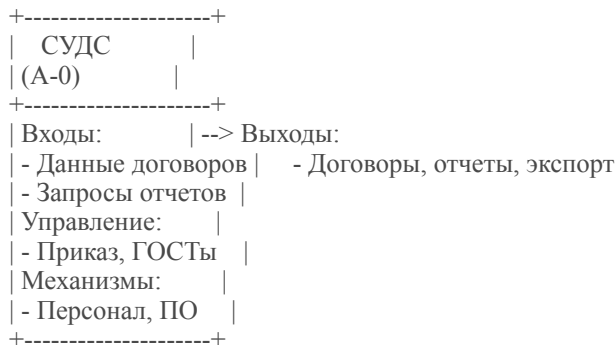 +---------------------+
|    СУДС             |
| (A-0)             |
+---------------------+
| Входы:             | --> Выходы:
| - Данные договоров |     - Договоры, отчеты, экспорт
| - Запросы отчетов  |
| Управление:        |
| - Приказ, ГОСТы    |
| Механизмы:         |
| - Персонал, ПО     |
+---------------------+